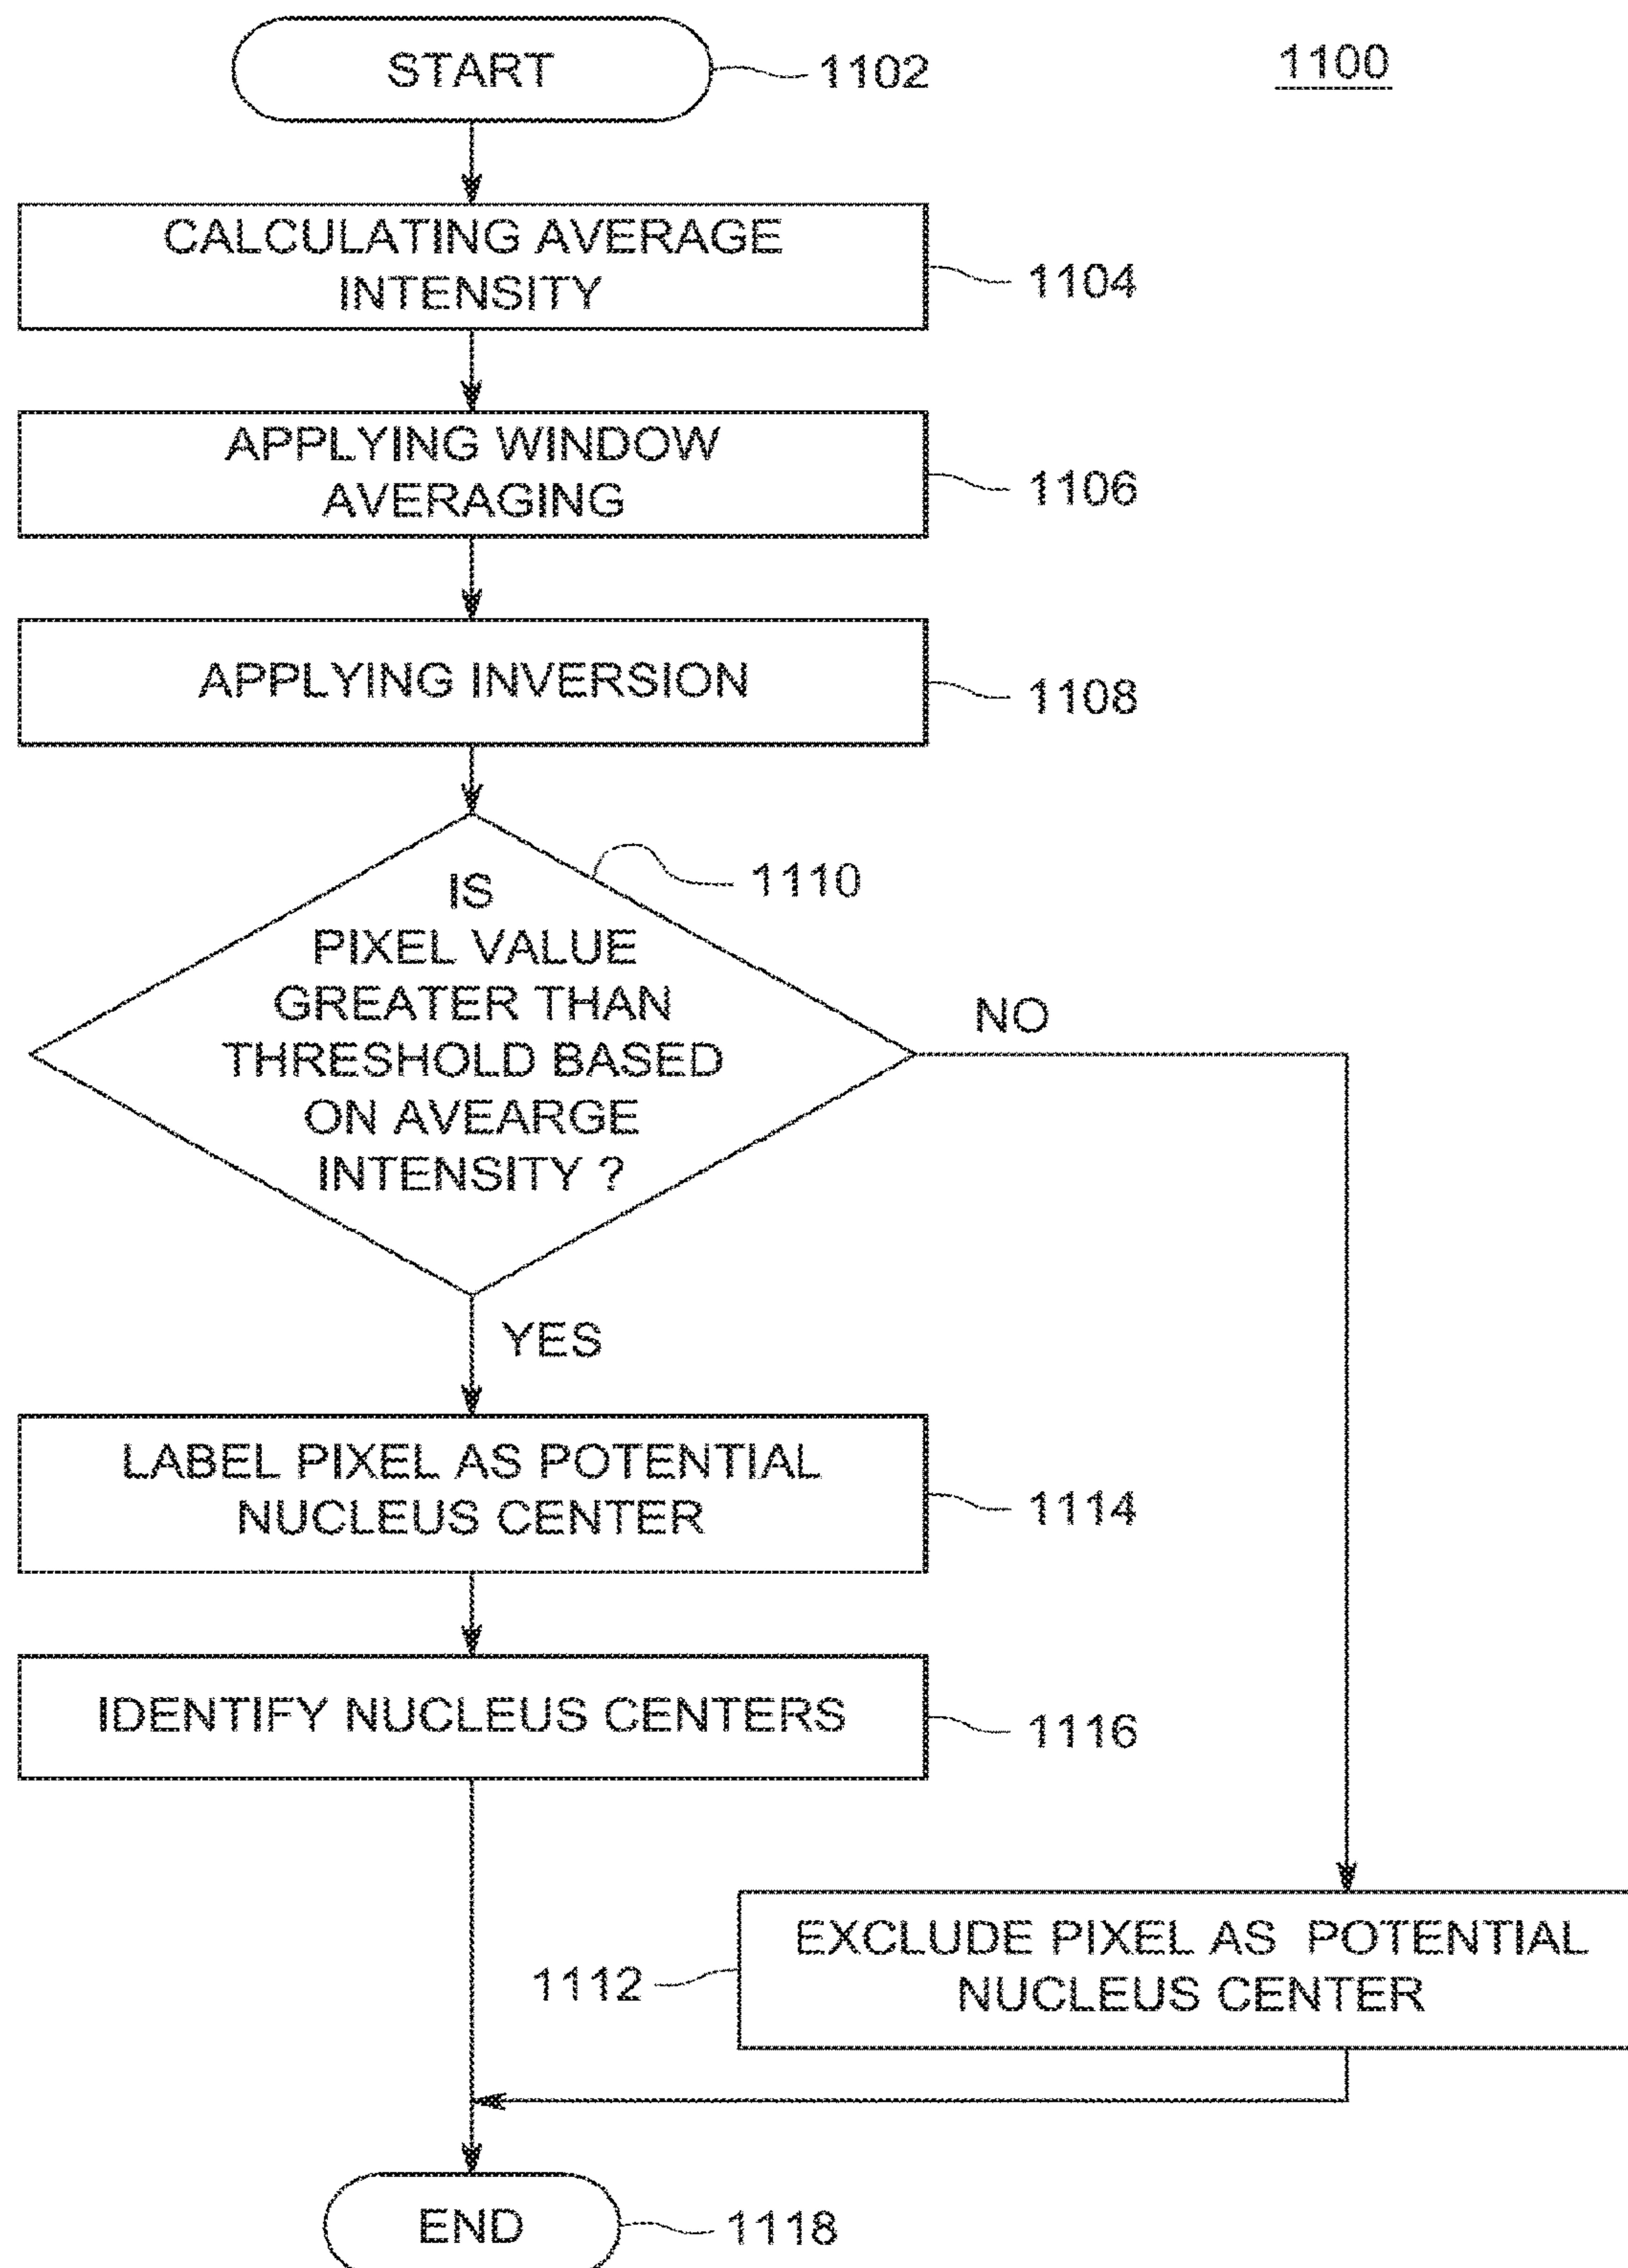 START
1102
1100
CALCULATING AVERAGE
INTENSITY
1104
APPLYING WINDOW
AVERAGING
1106
APPLYING INVERSION
1108
IS
PIXEL VALUE
GREATER THAN
THRESHOLD BASED
ON AVEARGE
INTENSITY ?
1110
NO
YES
LABEL PIXEL AS POTENTIAL
NUCLEUS CENTER
1114
IDENTIFY NUCLEUS CENTERS
1116
EXCLUDE PIXEL AS POTENTIAL
NUCLEUS CENTER
1112
END
1118